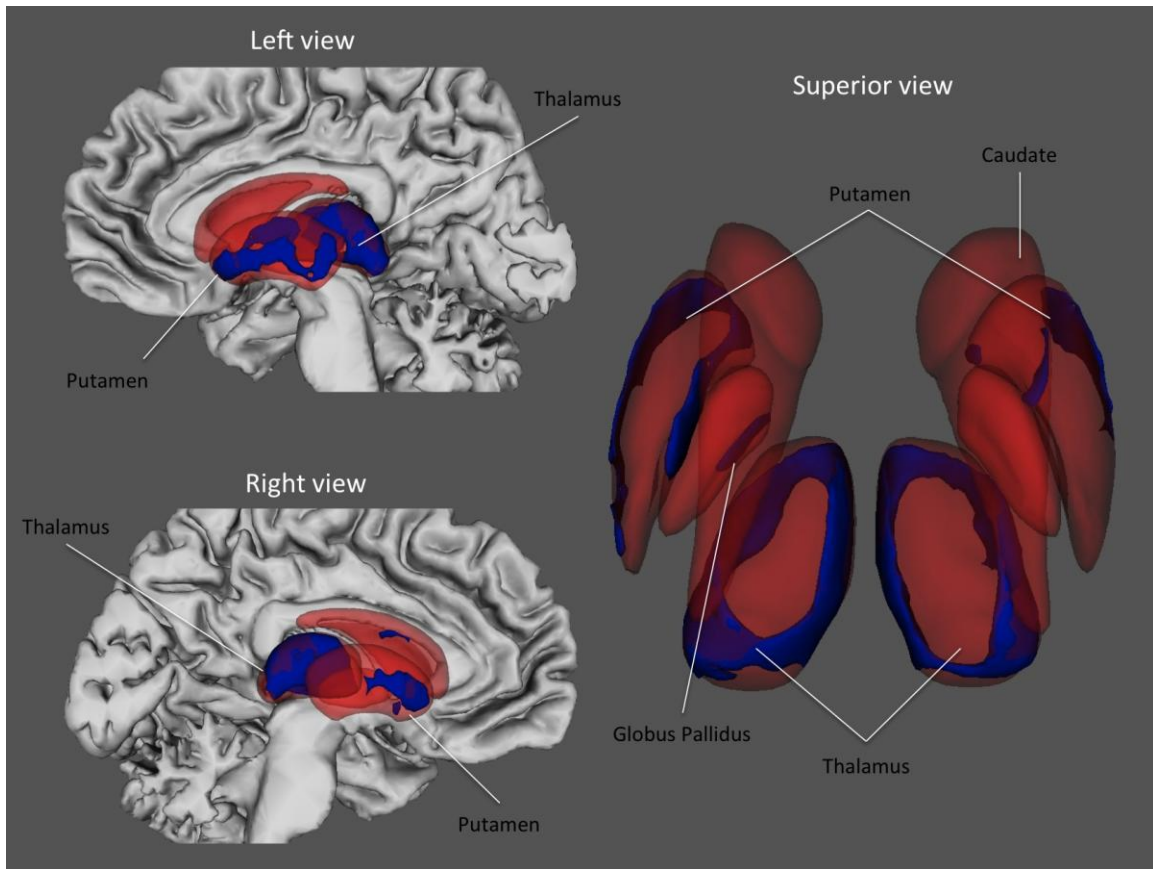 Left view
Thalamus
Putamen
Right view
Thalamus
Putamen
Superior view
Caudate
Putamen
Globus Pallidus
Thalamus